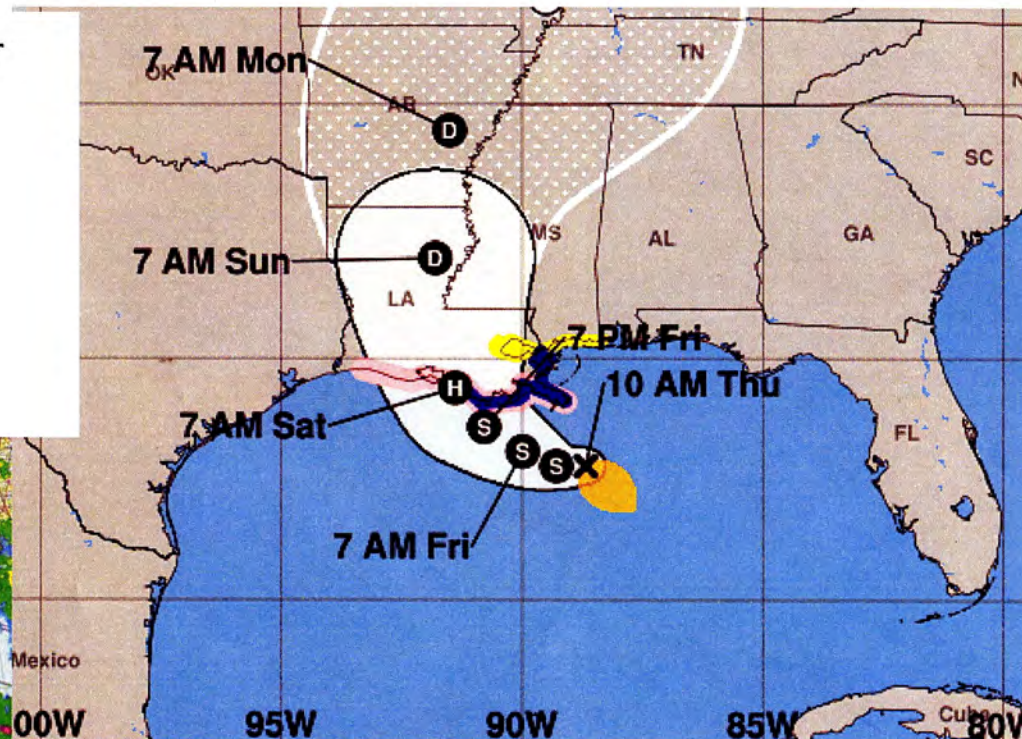 TN
7 AM Mon
OK
AR
N
D
SC
MS
AL
GA
7 AM Sun
D
LA
7 PM Fri
H
10 AM Thu
7 AM Sat
S
FL
S
S
X
7 AM Fri
Mexico
Cuba
00W
95W
90W
85W
80W